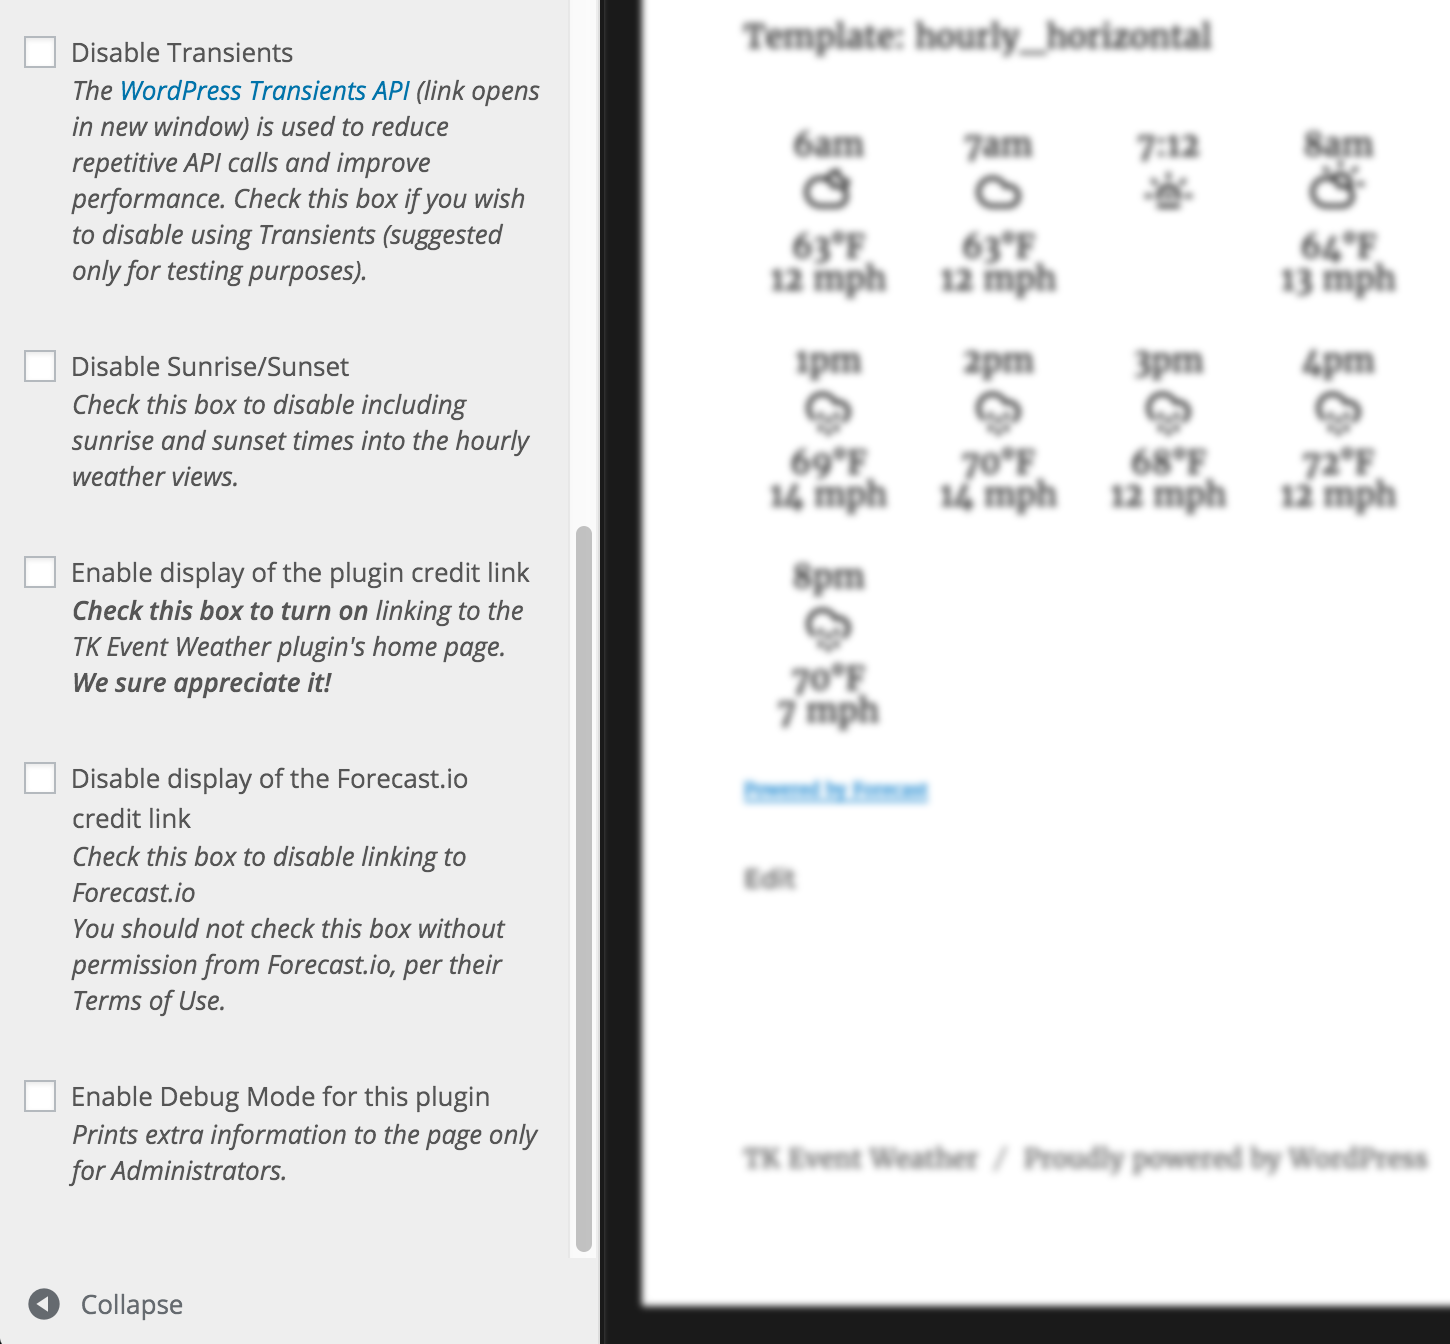 Disable Transients
The WordPress Transients API (link opens
in new window) is used to reduce
repetitive API calls and improve
performance. Check this box if you wish
to disable using Transients (suggested
only for testing purposes).
Disable Sunrise/Sunset
Check this box to disable including
sunrise and sunset times into the hourly
weather views.
Enable display of the plugin credit link
Check this box to turn on linking to the
TK Event Weather plugin's home page.
We sure appreciate it!
Disable display of the Forecast.io
credit link
Check this box to disable linking to
Forecast.io
You should not check this box without
permission from Forecast.io, per their
Terms of Use.
Enable Debug Mode for this plugin
Prints extra information to the page only
for Administrators.
Collapse
Template: hourly_horizontal
6am 7am 7:12 8am
63°F 63°F 64°F
12 mph 12 mph 13 mph
1pm 2pm 3pm 4pm
69°F 70°F 68°F 72°F
14 mph 14 mph 12 mph 12 mph
8pm
70°F
7 mph
Powered by Forecast
Edit
TK Event Weather / Proudly powered by WordPress